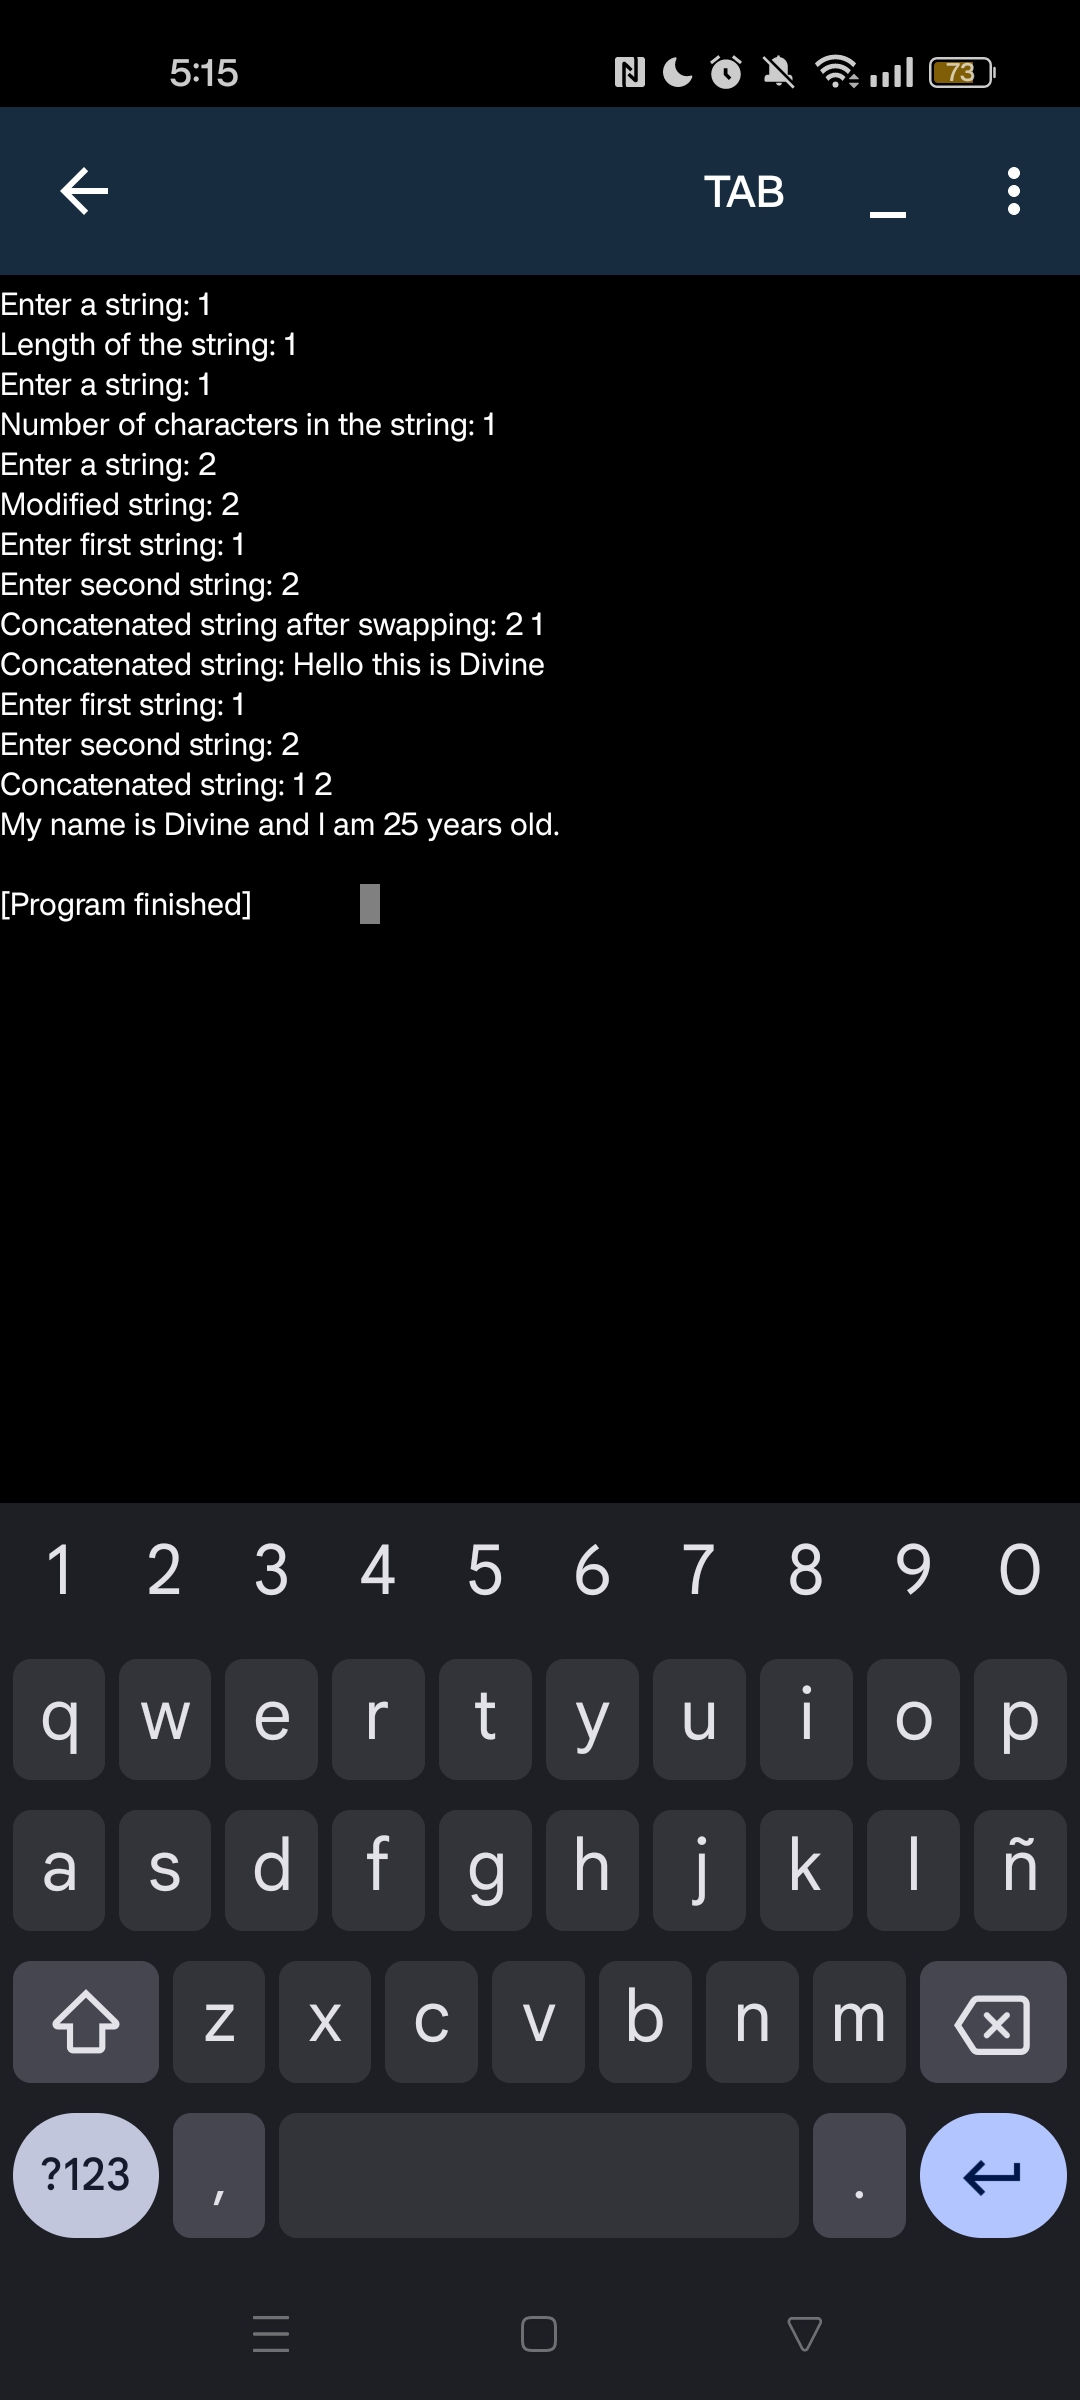 5:15
73
TAB
Enter a string: 1
Length of the string: 1
Enter a string: 1
Number of characters in the string: 1
Enter a string: 2
Modified string: 2
Enter first string: 1
Enter second string: 2
Concatenated string after swapping: 2 1
Concatenated string: Hello this is Divine
Enter first string: 1
Enter second string: 2
Concatenated string: 1 2
My name is Divine and I am 25 years old.
[Program finished]
1 2 3 4 5 6 7 8 9 0
q w e r t y u i o p
a s d f g h j k l ñ
z x c v b n m
?123 , .